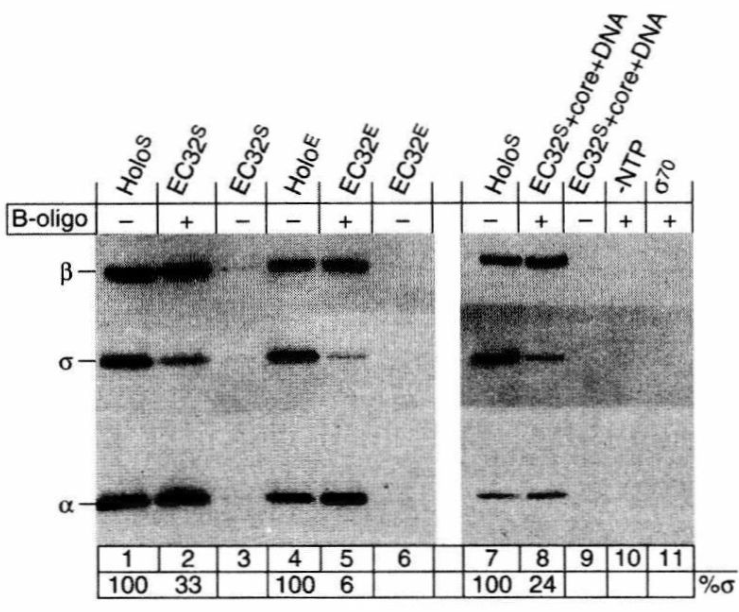 HoloS EC32S EC32S HoloE EC32E EC32E HoloS EC32S+core+DNA EC32S+core+DNA -NTP σ70
B-oligo − + − − + − − + − + +
β
σ
α
1 2 3 4 5 6 7 8 9 10 11
100 33 100 6 100 24 %σ